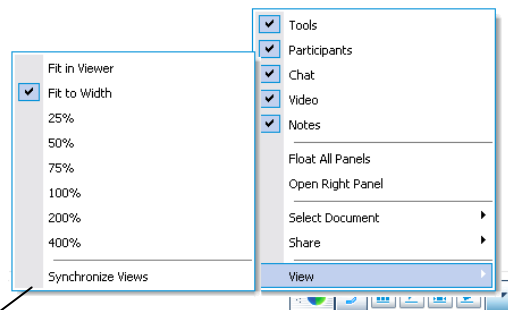 Tools
Participants
Chat
Video
Notes
Float All Panels
Open Right Panel
Select Document
Share
View
Fit in Viewer
Fit to Width
25%
50%
75%
100%
200%
400%
Synchronize Views